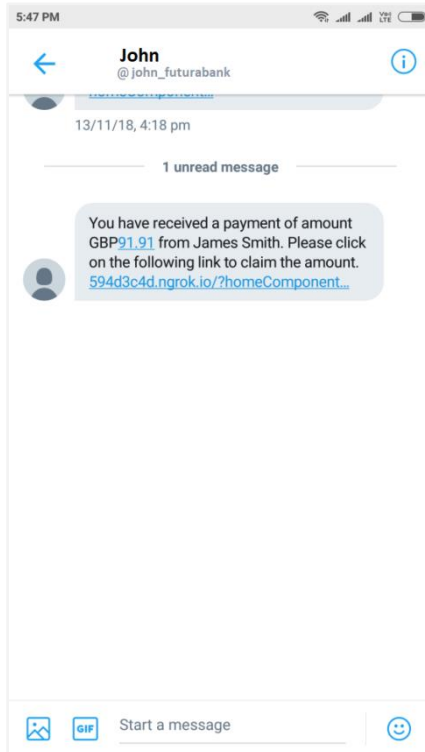 5:47 PM
VoLTE
John
@john_futurabank
13/11/18, 4:18 pm
1 unread message
You have received a payment of amount
GBP91.91 from James Smith. Please click
on the following link to claim the amount.
594d3c4d.ngrok.io/?homeComponent...
GIF
Start a message